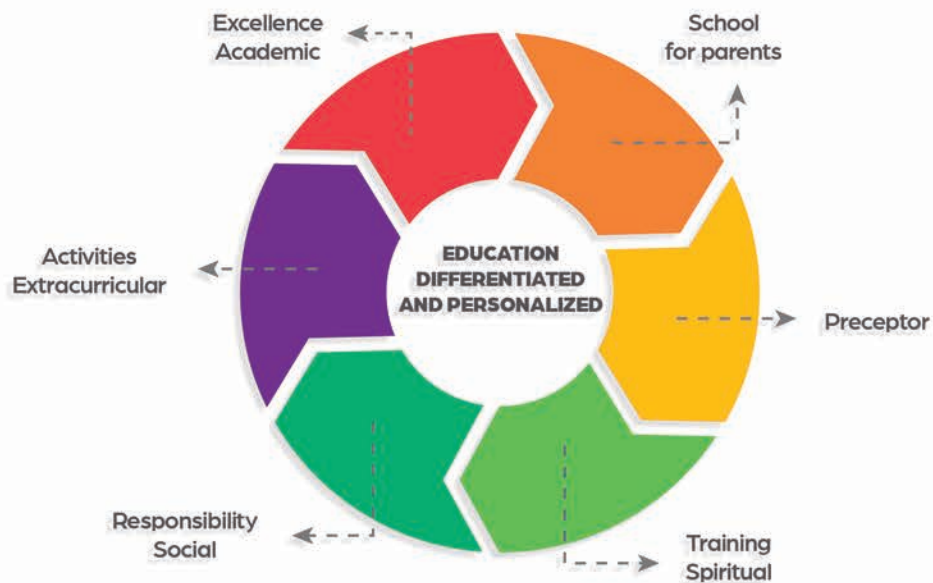 Excellence
Academic
School
for parents
Activities
Extracurricular
EDUCATION
DIFFERENTIATED
AND PERSONALIZED
Preceptor
Responsibility
Social
Training
Spiritual